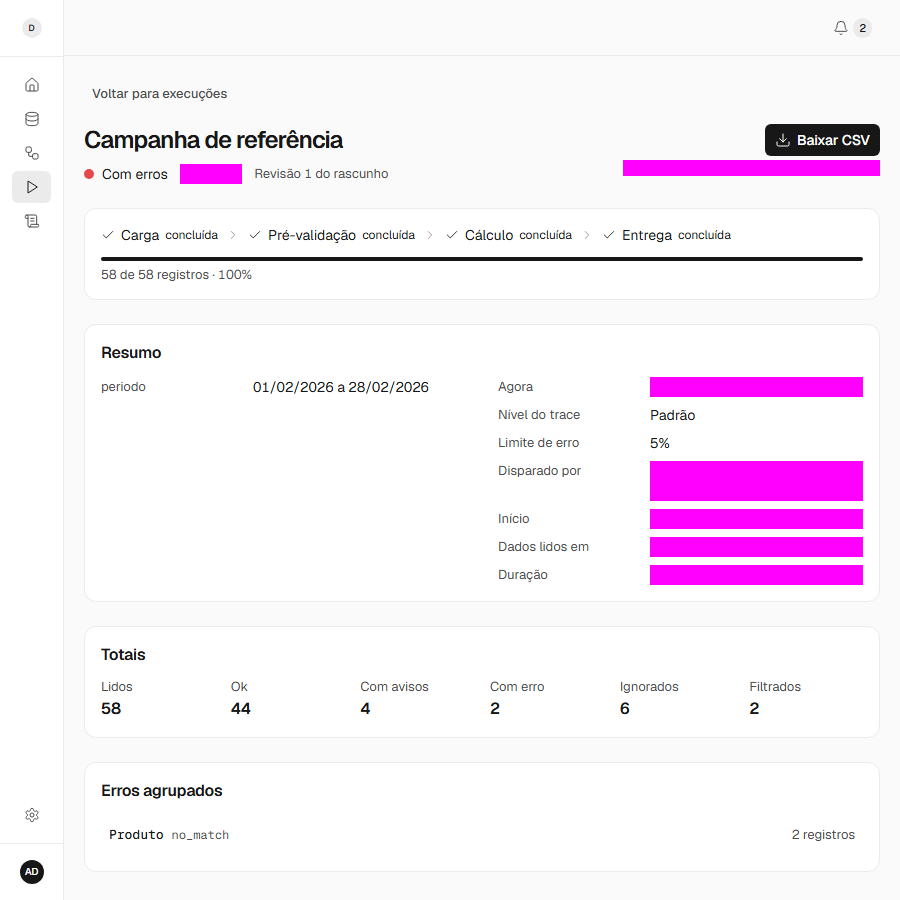 D
2
Voltar para execuções
Campanha de referência
Baixar CSV
Com erros
Revisão 1 do rascunho
Carga concluída
Pré-validação concluída
Cálculo concluída
Entrega concluída
58 de 58 registros · 100%
Resumo
periodo
01/02/2026 a 28/02/2026
Agora
Nível do trace
Padrão
Limite de erro
5%
Disparado por
Início
Dados lidos em
Duração
Totais
Lidos
58
Ok
44
Com avisos
4
Com erro
2
Ignorados
6
Filtrados
2
Erros agrupados
Produto no_match
2 registros
AD